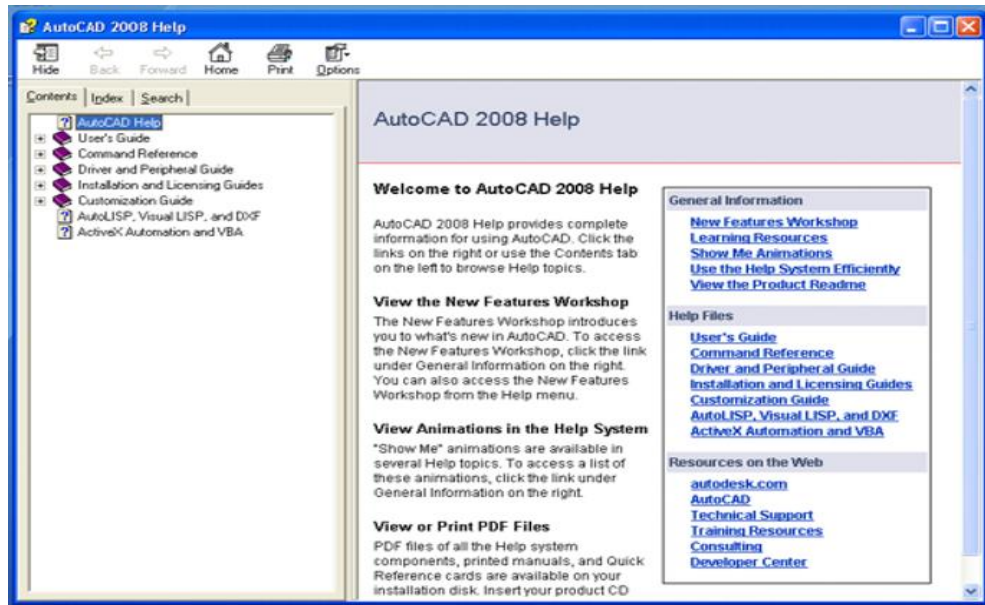 AutoCAD 2008 Help
Hide Back Forward Home Print Options
Contents Index Search
AutoCAD Help
User's Guide
Command Reference
Driver and Peripheral Guide
Installation and Licensing Guides
Customization Guide
AutoLISP, Visual LISP, and DXF
ActiveX Automation and VBA
AutoCAD 2008 Help
Welcome to AutoCAD 2008 Help
AutoCAD 2008 Help provides complete
information for using AutoCAD. Click the
links on the right or use the Contents tab
on the left to browse Help topics.
View the New Features Workshop
The New Features Workshop introduces
you to what's new in AutoCAD. To access
the New Features Workshop, click the link
under General Information on the right.
You can also access the New Features
Workshop from the Help menu.
View Animations in the Help System
"Show Me" animations are available in
several Help topics. To access a list of
these animations, click the link under
General Information on the right.
View or Print PDF Files
PDF files of all the Help system
components, printed manuals, and Quick
Reference cards are available on your
installation disk. Insert your product CD
General Information
New Features Workshop
Learning Resources
Show Me Animations
Use the Help System Efficiently
View the Product Readme
Help Files
User's Guide
Command Reference
Driver and Peripheral Guide
Installation and Licensing Guides
Customization Guide
AutoLISP, Visual LISP, and DXF
ActiveX Automation and VBA
Resources on the Web
autodesk.com
AutoCAD
Technical Support
Training Resources
Consulting
Developer Center